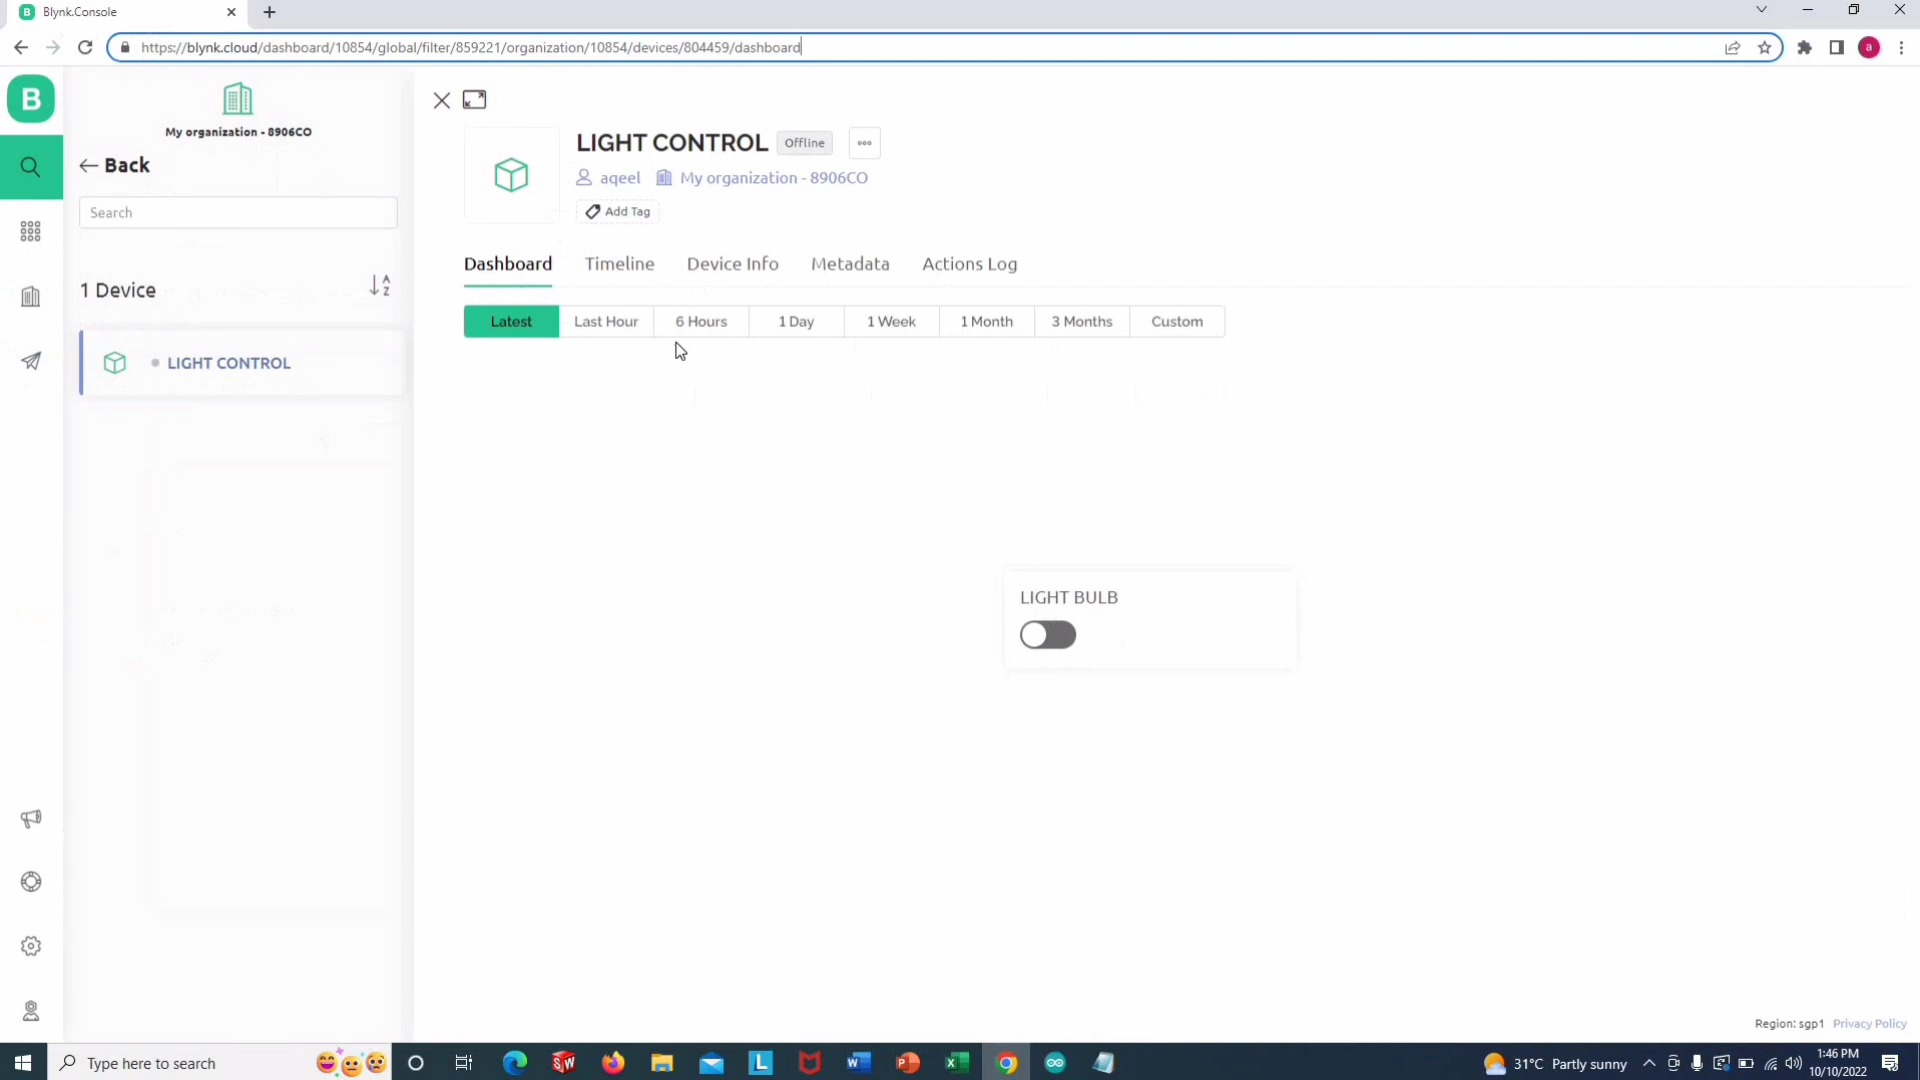 Blynk.Console
https://blynk.cloud/dashboard/10854/global/filter/859221/organization/10854/devices/804459/dashboard
a
B
My organization - 8906CO
Back
Search
1 Device
LIGHT CONTROL
LIGHT CONTROL
Offline
aqeel
My organization - 8906CO
Add Tag
Dashboard Timeline Device Info Metadata Actions Log
Latest Last Hour 6 Hours 1 Day 1 Week 1 Month 3 Months Custom
LIGHT BULB
Region: sgp1 Privacy Policy
Type here to search
31°C Partly sunny
1:46 PM
10/10/2022